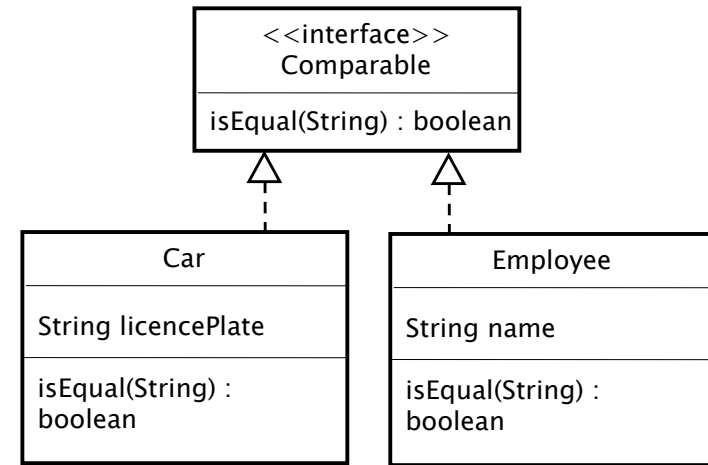 <<interface>>
Comparable
isEqual(String) : boolean
Car
String licencePlate
isEqual(String) :
boolean
Employee
String name
isEqual(String) :
boolean